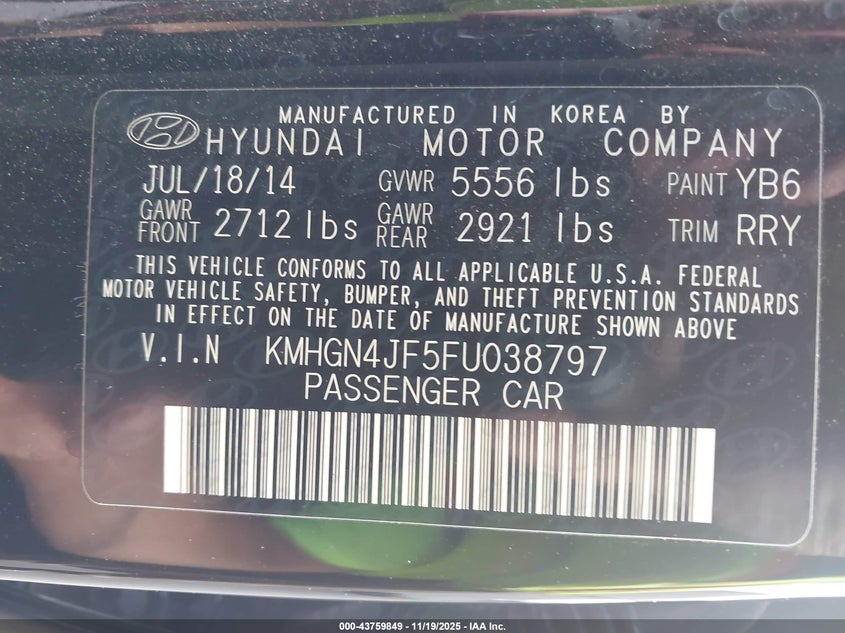 MANUFACTURED IN KOREA BY
HYUNDAI MOTOR COMPANY
JUL/18/14 GVWR 5556 lbs PAINT YB6
GAWR FRONT 2712 lbs GAWR REAR 2921 lbs TRIM RRY
THIS VEHICLE CONFORMS TO ALL APPLICABLE U.S.A. FEDERAL
MOTOR VEHICLE SAFETY, BUMPER, AND THEFT PREVENTION STANDARDS
IN EFFECT ON THE DATE OF MANUFACTURE SHOWN ABOVE
V.I.N KMHGN4JF5FU038797
PASSENGER CAR
000-43759849 - 11/19/2025 - IAA Inc.